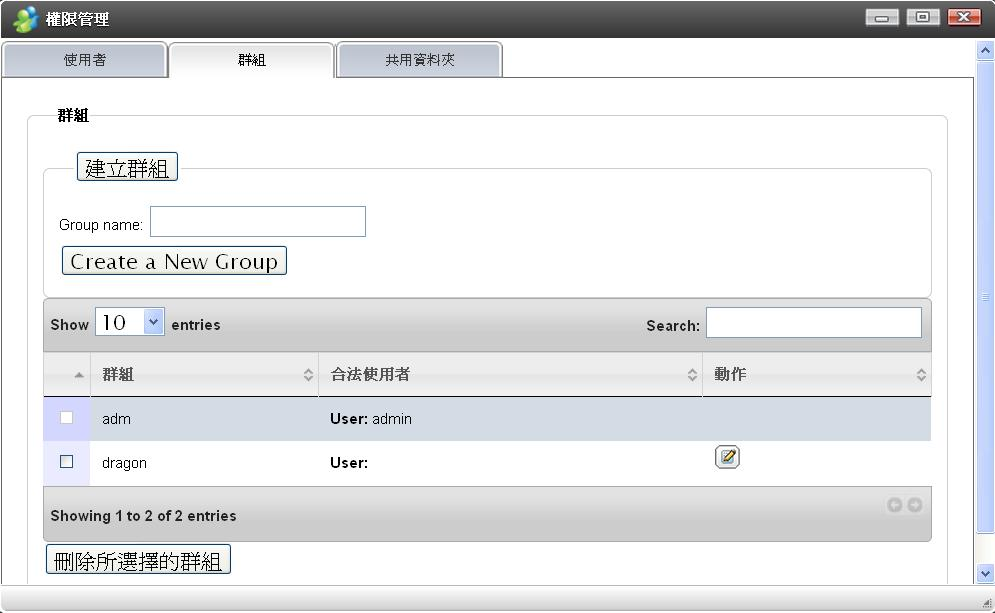 權限管理
使用者 群組 共用資料夾
群組
建立群組
Group name:
Create a New Group
Show 10 entries Search:
群組 合法使用者 動作
adm User: admin
dragon User:
Showing 1 to 2 of 2 entries
刪除所選擇的群組